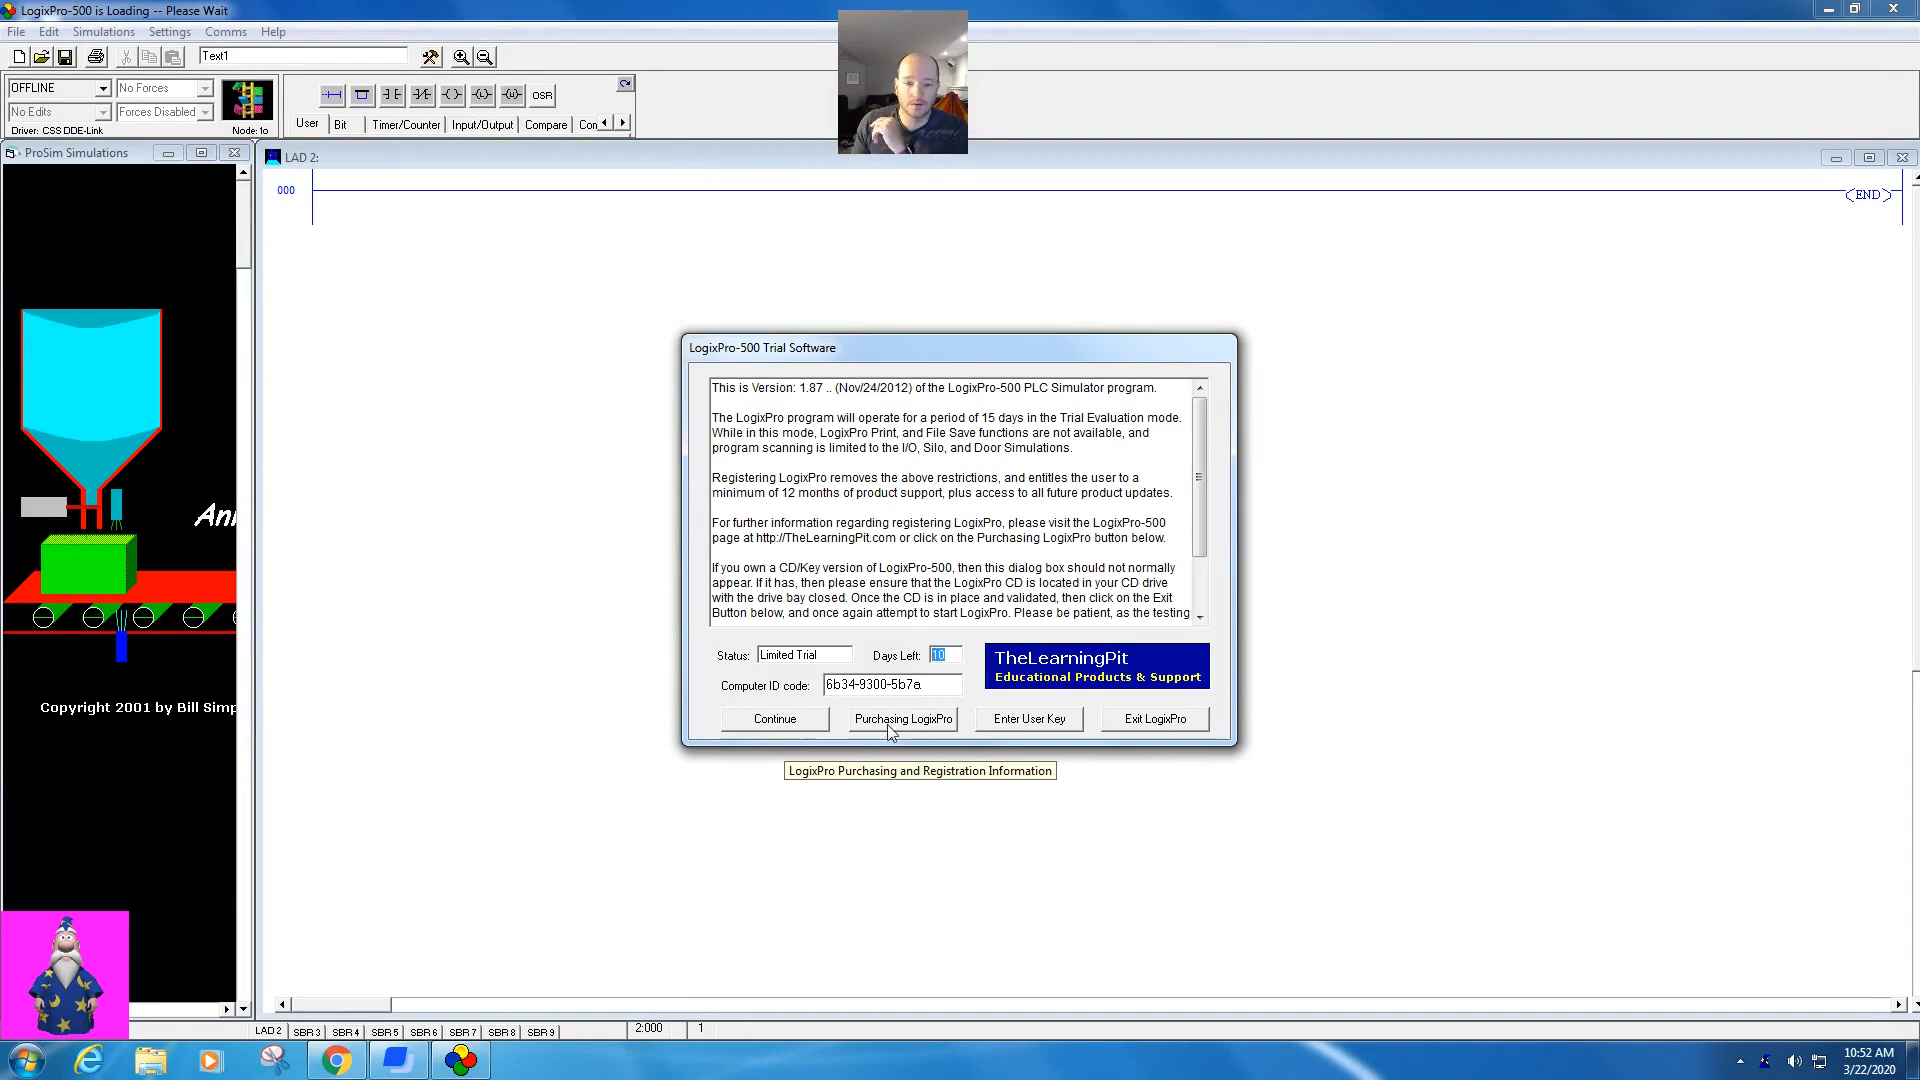 LogixPro-500 is Loading -- Please Wait
File Edit Simulations Settings Comms Help
Text1
OFFLINE No Forces
No Edits Forces Disabled
Driver: CSS DDE-Link Node: 1o
OSR
User Bit Timer/Counter Input/Output Compare Con
ProSim Simulations
LAD 2:
000
END
Ani
Copyright 2001 by Bill Simp
LogixPro-500 Trial Software
This is Version: 1.87 .. (Nov/24/2012) of the LogixPro-500 PLC Simulator program.
The LogixPro program will operate for a period of 15 days in the Trial Evaluation mode.
While in this mode, LogixPro Print, and File Save functions are not available, and
program scanning is limited to the I/O, Silo, and Door Simulations.
Registering LogixPro removes the above restrictions, and entitles the user to a
minimum of 12 months of product support, plus access to all future product updates.
For further information regarding registering LogixPro, please visit the LogixPro-500
page at http://TheLearningPit.com or click on the Purchasing LogixPro button below.
If you own a CD/Key version of LogixPro-500, then this dialog box should not normally
appear. If it has, then please ensure that the LogixPro CD is located in your CD drive
with the drive bay closed. Once the CD is in place and validated, then click on the Exit
Button below, and once again attempt to start LogixPro. Please be patient, as the testing
Status: Limited Trial Days Left: 10
TheLearningPit
Educational Products & Support
Computer ID code: 6b34-9300-5b7a
Continue Purchasing LogixPro Enter User Key Exit LogixPro
LogixPro Purchasing and Registration Information
LAD 2 SBR 3 SBR 4 SBR 5 SBR 6 SBR 7 SBR 8 SBR 9 2:000 1
10:52 AM
3/22/2020